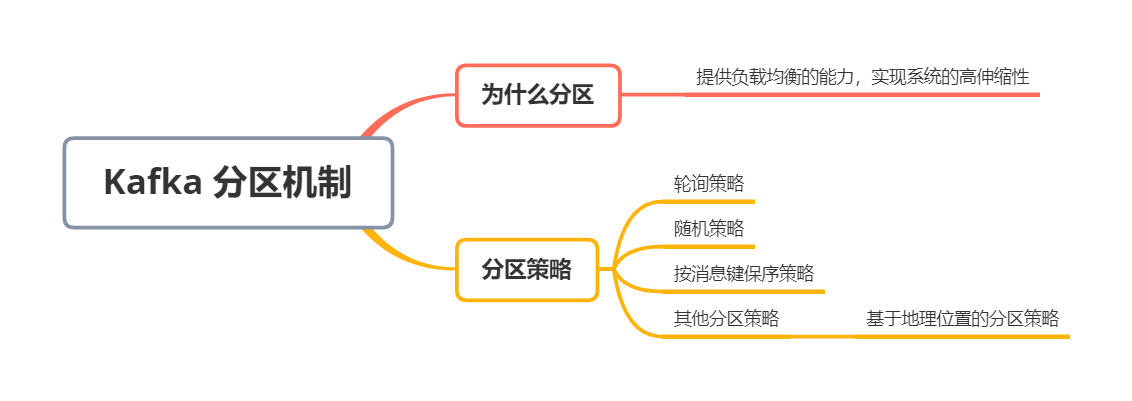 Kafka 分区机制
为什么分区
提供负载均衡的能力，实现系统的高伸缩性
分区策略
轮询策略
随机策略
按消息键保序策略
其他分区策略
基于地理位置的分区策略